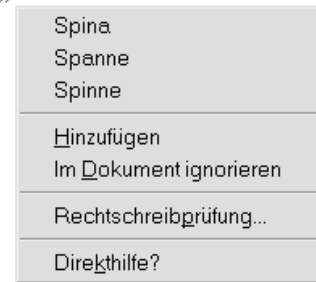 Spina
Spanne
Spinne
Hinzufügen
Im Dokument ignorieren
Rechtschreibprüfung...
Direkthilfe?